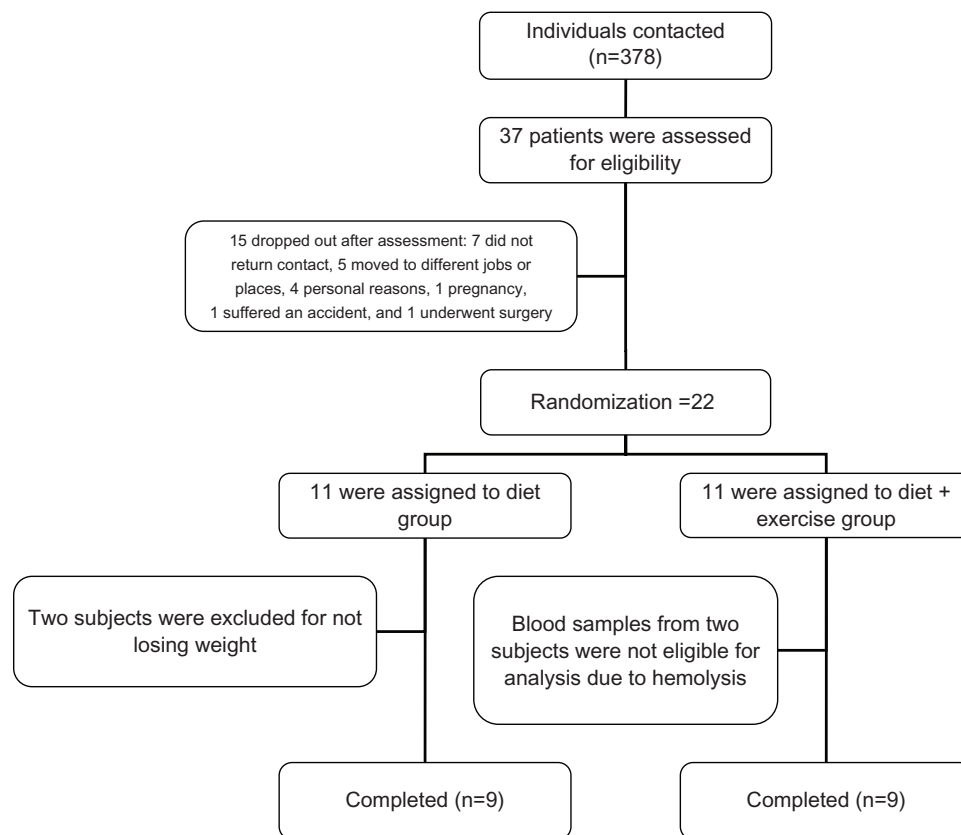 Individuals contacted
(n=378)
37 patients were assessed
for eligibility
15 dropped out after assessment: 7 did not
return contact, 5 moved to different jobs or
places, 4 personal reasons, 1 pregnancy,
1 suffered an accident, and 1 underwent surgery
Randomization =22
11 were assigned to diet
group
11 were assigned to diet +
exercise group
Two subjects were excluded for not
losing weight
Blood samples from two
subjects were not eligible for
analysis due to hemolysis
Completed (n=9)
Completed (n=9)